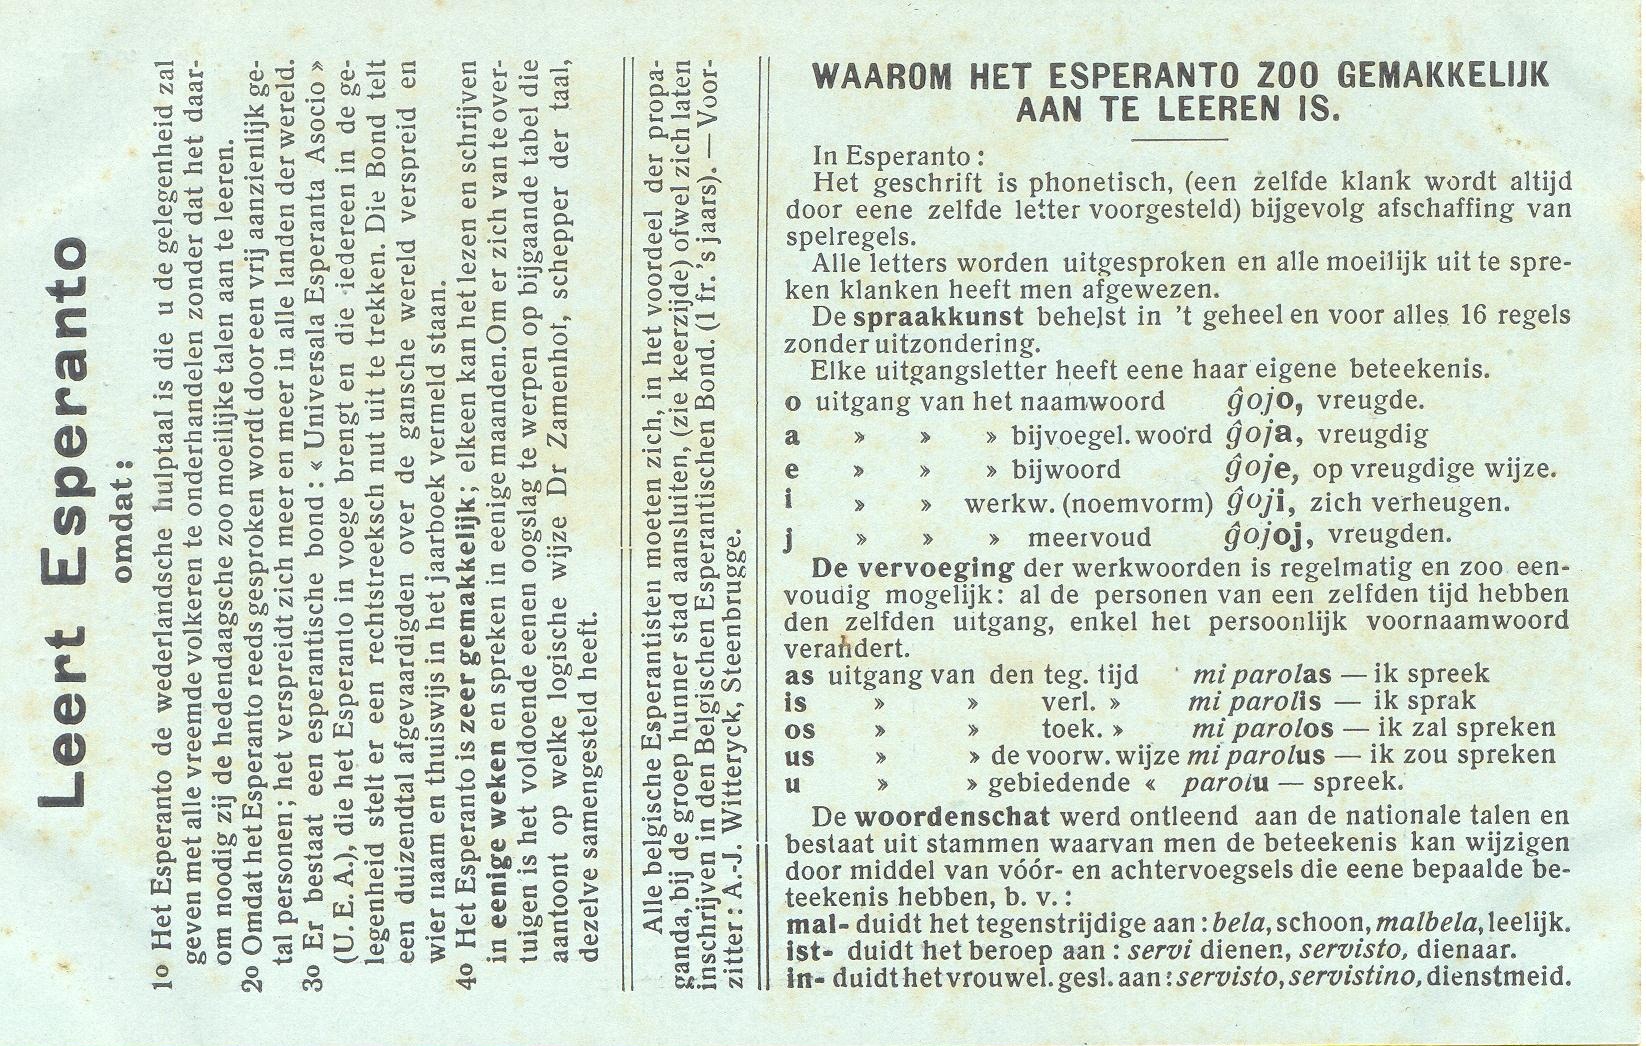 Leert Esperanto
omdat:
1o Het Esperanto de wederlandsche hulptaal is die u de gelegenheid zal
geven met alle vreemde volkeren te onderhandelen zonder dat het daar-
om noodig zij de hedendaagsche zoo moeilijke talen aan te leeren.
2o Omdat het Esperanto reeds gesproken wordt door een vrij aanzienlijk ge-
tal personen; het verspreidt zich meer en meer in alle landen der wereld.
3o Er bestaat een esperantische bond: « Universala Esperanta Asocio »
(U. E. A.), die het Esperanto in voege brengt en die iedereen in de ge-
legenheid stelt er een rechtstreeksch nut uit te trekken. Die Bond telt
een duizendtal afgevaardigden over de gansche wereld verspreid en
wier naam en thuiswijs in het jaarboek vermeld staan.
4o Het Esperanto is zeer gemakkelijk; elkeen kan het lezen en schrijven
in eenige weken en spreken in eenige maanden. Om er zich van te over-
tuigen is het voldoende eenen oogslag te werpen op bijgaande tabel die
aantoont op welke logische wijze Dr Zamenhof, schepper der taal,
dezelve samengesteld heeft.
Alle belgische Esperantisten moeten zich, in het voordeel der propa-
ganda, bij de groep hunner stad aansluiten, (zie keerzijde) ofwel zich laten
inschrijven in den Belgischen Esperantischen Bond. (1 fr. 's jaars). — Voor-
zitter: A.-J. Witteryck, Steenbrugge.
WAAROM HET ESPERANTO ZOO GEMAKKELIJK
AAN TE LEEREN IS.
In Esperanto:
Het geschrift is phonetisch, (een zelfde klank wordt altijd
door eene zelfde letter voorgesteld) bijgevolg afschaffing van
spelregels.
Alle letters worden uitgesproken en alle moeilijk uit te spre-
ken klanken heeft men afgewezen.
De spraakkunst behelst in 't geheel en voor alles 16 regels
zonder uitzondering.
Elke uitgangsletter heeft eene haar eigene beteekenis.
o uitgang van het naamwoord ĝojo, vreugde.
a » » » bijvoegel. woord ĝoja, vreugdig
e » » » bijwoord ĝoje, op vreugdige wijze.
i » » werkw. (noemvorm) ĝoji, zich verheugen.
j » » » meervoud ĝojoj, vreugden.
De vervoeging der werkwoorden is regelmatig en zoo een-
voudig mogelijk: al de personen van een zelfden tijd hebben
den zelfden uitgang, enkel het persoonlijk voornaamwoord
verandert.
as uitgang van den teg. tijd mi parolas — ik spreek
is » » verl. » mi parolis — ik sprak
os » » toek. » mi parolos — ik zal spreken
us » » de voorw. wijze mi parolus — ik zou spreken
u » » gebiedende « parolu — spreek.
De woordenschat werd ontleend aan de nationale talen en
bestaat uit stammen waarvan men de beteekenis kan wijzigen
door middel van vóór- en achtervoegsels die eene bepaalde be-
teekenis hebben, b. v.:
mal- duidt het tegenstrijdige aan: bela, schoon, malbela, leelijk.
ist- duidt het beroep aan: servi dienen, servisto, dienaar.
in- duidt het vrouwel. gesl. aan: servisto, servistino, dienstmeid.